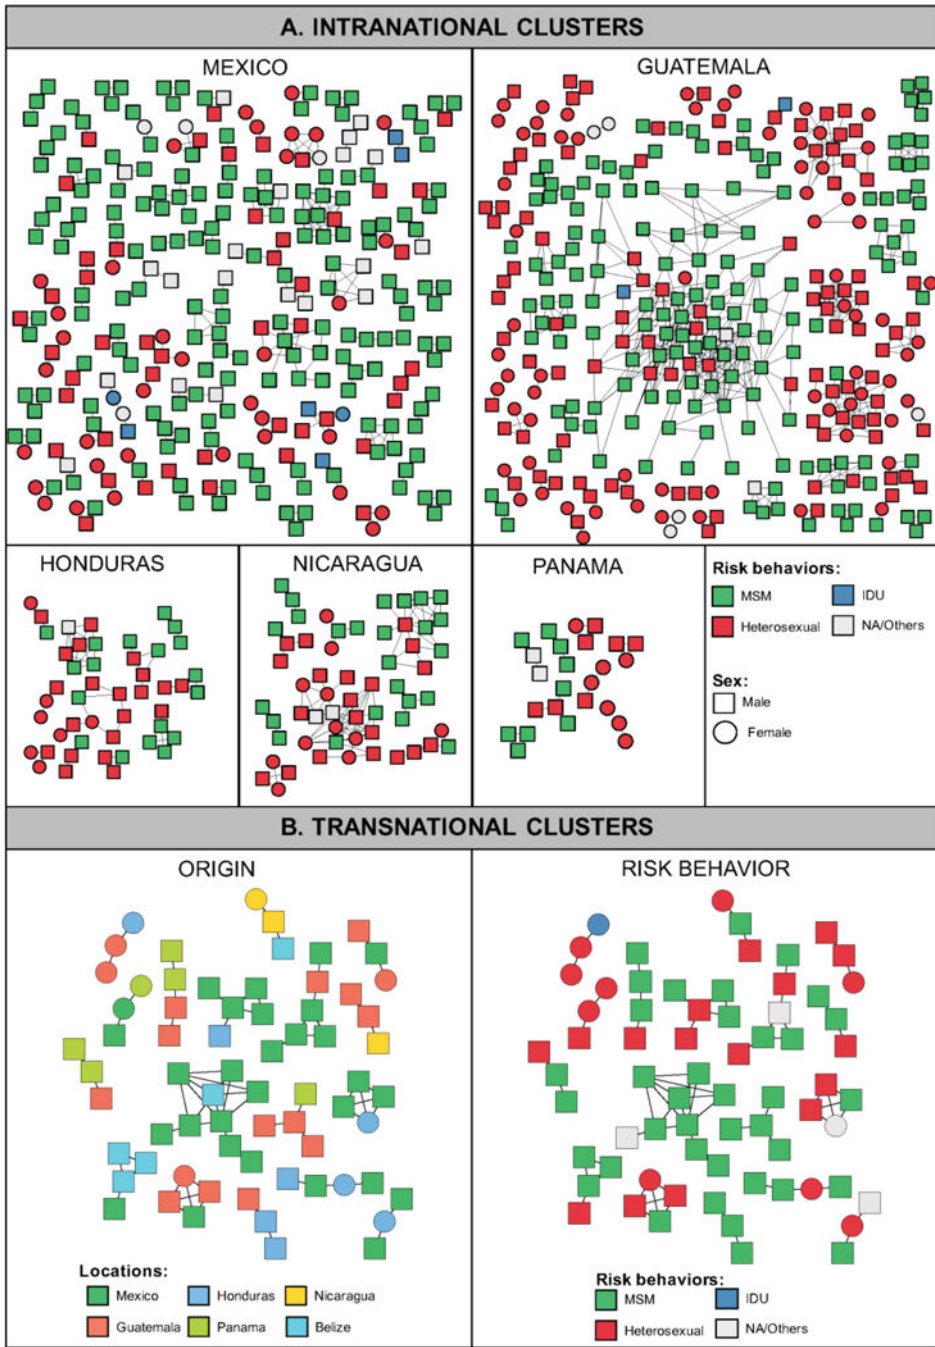 A. INTRANATIONAL CLUSTERS
MEXICO
GUATEMALA
HONDURAS
NICARAGUA
PANAMA
Risk behaviors:
MSM
IDU
Heterosexual
NA/Others
Sex:
Male
Female
B. TRANSNATIONAL CLUSTERS
ORIGIN
RISK BEHAVIOR
Locations:
Mexico
Honduras
Nicaragua
Guatemala
Panama
Belize
Risk behaviors:
MSM
IDU
Heterosexual
NA/Others